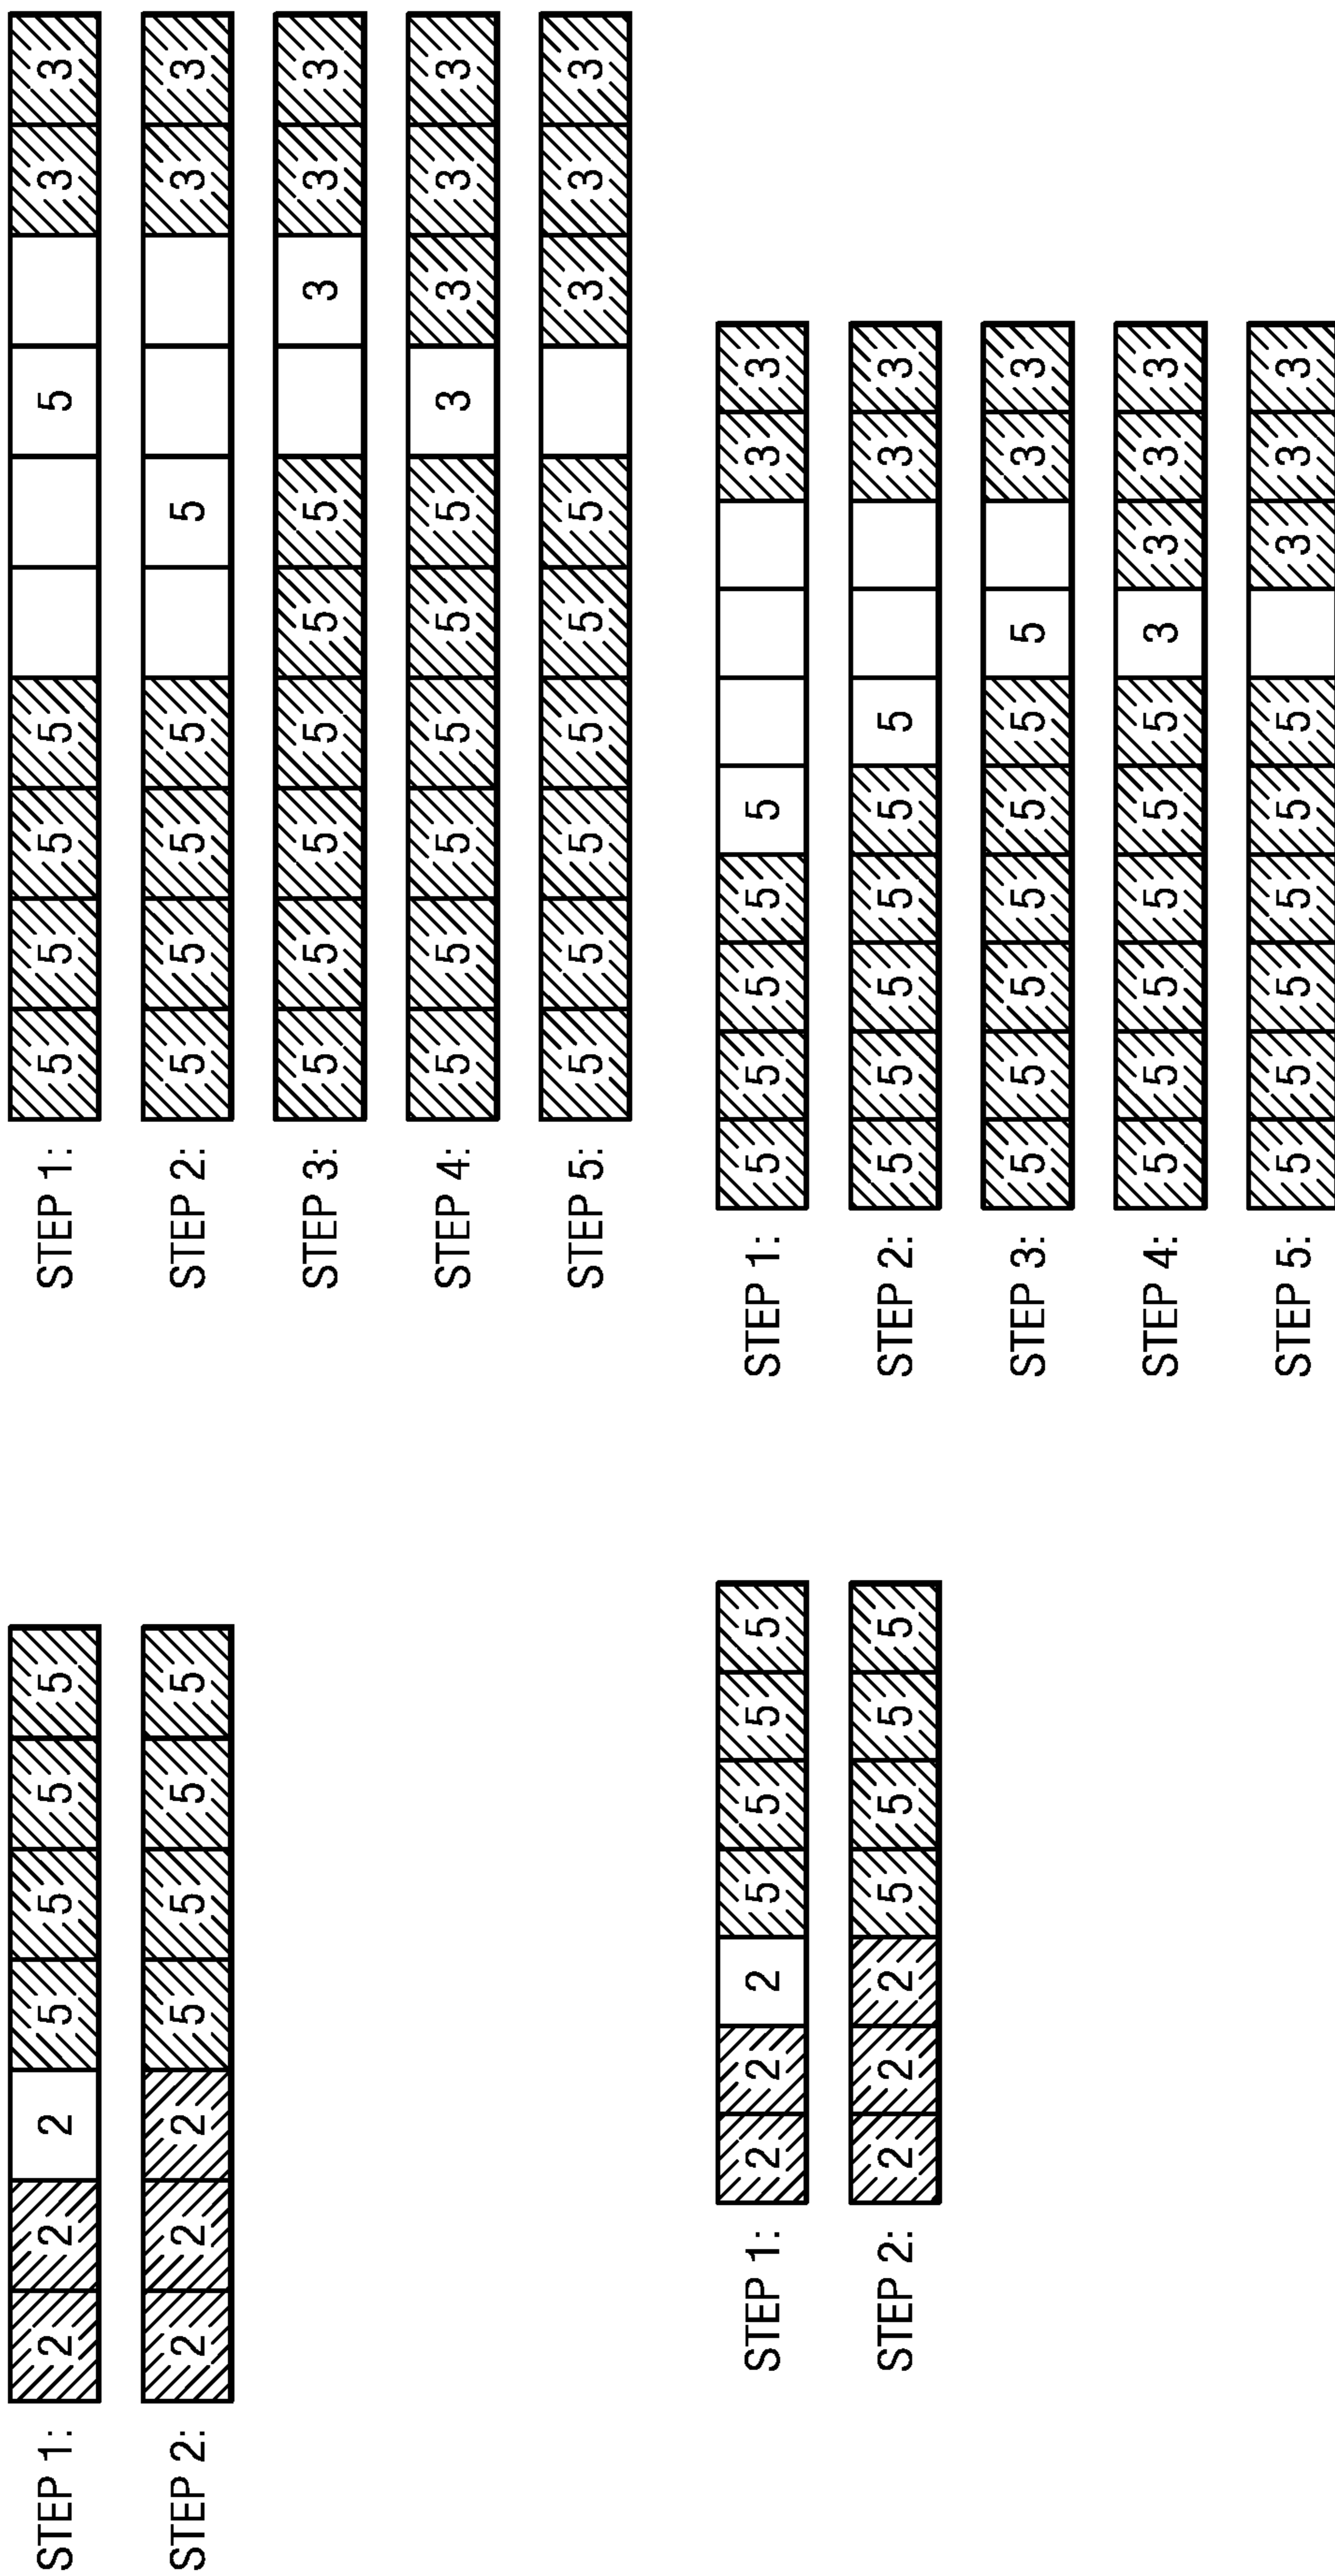 STEP 1: 2 2 2 5 5 5 5
STEP 2: 2 2 2 5 5 5 5
STEP 1: 5 5 5 5 5 3 3
STEP 2: 5 5 5 5 5 3 3
STEP 3: 5 5 5 5 5 5 3 3 3
STEP 4: 5 5 5 5 5 5 3 3 3 3
STEP 5: 5 5 5 5 5 5 3 3 3
STEP 1: 2 2 2 5 5 5 5
STEP 2: 2 2 2 5 5 5 5
STEP 1: 5 5 5 5 5 3 3
STEP 2: 5 5 5 5 5 5 3 3
STEP 3: 5 5 5 5 5 5 5 3 3
STEP 4: 5 5 5 5 5 5 3 3 3 3
STEP 5: 5 5 5 5 5 5 3 3 3